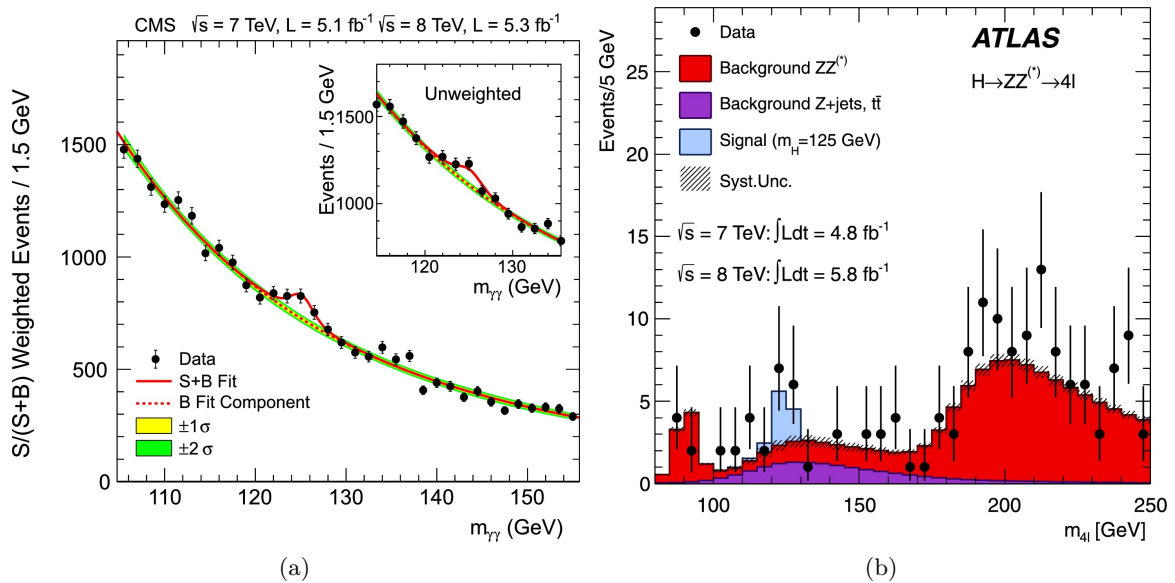 CMS √s = 7 TeV, L = 5.1 fb⁻¹ √s = 8 TeV, L = 5.3 fb⁻¹
S/(S+B) Weighted Events / 1.5 GeV
1500
1000
500
0
110 120 130 140 150
m_γγ (GeV)
Unweighted
Events / 1.5 GeV
1500
1000
120 130
m_γγ (GeV)
Data
S+B Fit
B Fit Component
±1σ
±2 σ
(a)
Events/5 GeV
25
20
15
10
5
0
100 150 200 250
m_4l [GeV]
Data
Background ZZ⁽*⁾
Background Z+jets, tt̄
Signal (m_H=125 GeV)
Syst.Unc.
√s = 7 TeV: ∫Ldt = 4.8 fb⁻¹
√s = 8 TeV: ∫Ldt = 5.8 fb⁻¹
ATLAS
H→ZZ⁽*⁾→4l
(b)